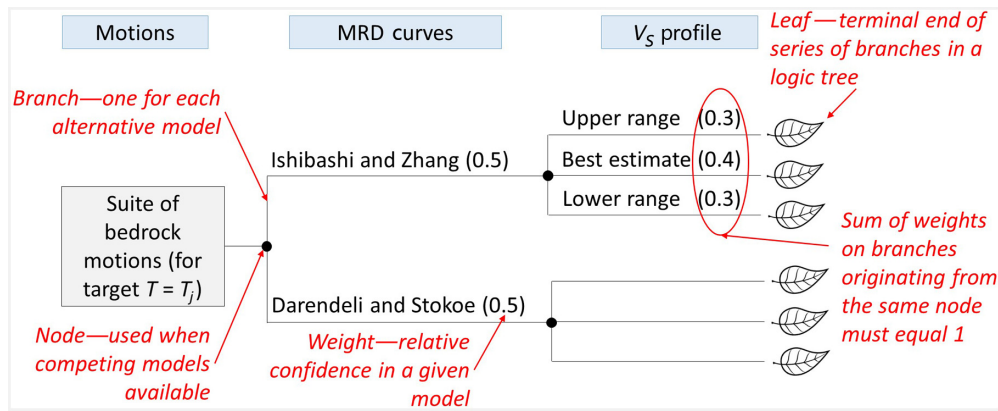 Motions
MRD curves
Vs profile
Leaf—terminal end of
series of branches in a
logic tree
Branch—one for each
alternative model
Upper range (0.3)
Ishibashi and Zhang (0.5)
Best estimate (0.4)
Lower range (0.3)
Suite of
bedrock
motions (for
target T = Tj)
Sum of weights
on branches
originating from
the same node
must equal 1
Darendeli and Stokoe (0.5)
Node—used when
competing models
available
Weight—relative
confidence in a given
model